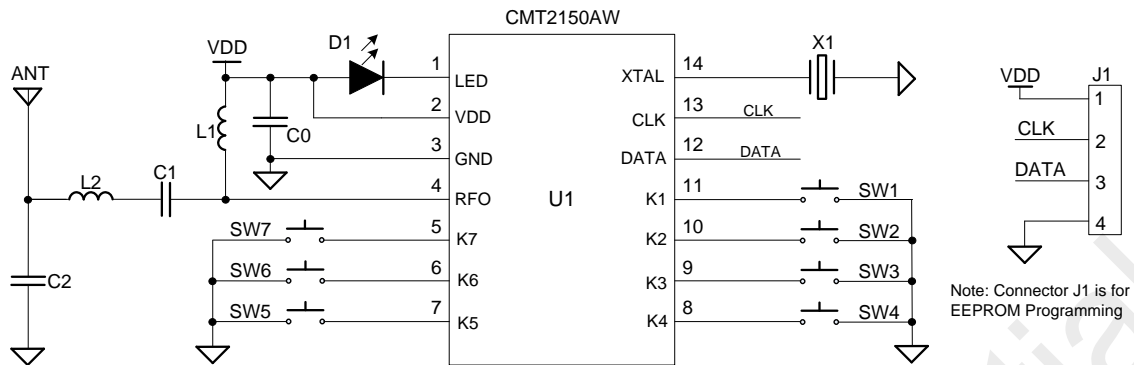 CMT2150AW
ANT
VDD
D1
L1
C0
L2
C1
C2
1
LED
2
VDD
3
GND
4
RFO
SW7
5
K7
SW6
6
K6
SW5
7
K5
U1
XTAL
14
X1
CLK
13
CLK
DATA
12
DATA
K1
11
SW1
K2
10
SW2
K3
9
SW3
K4
8
SW4
VDD
J1
1
CLK
2
DATA
3
4
Note: Connector J1 is for
EEPROM Programming